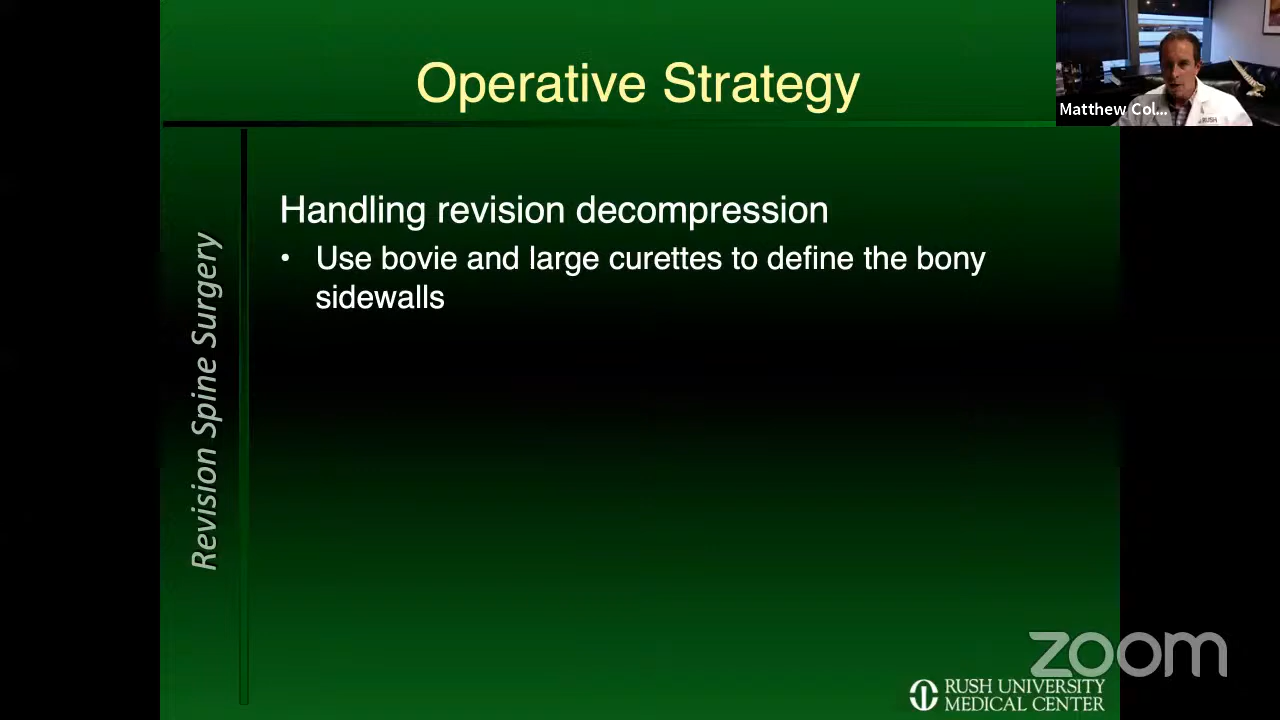 Operative Strategy
Matthew Col...
RUSH
Handling revision decompression
• Use bovie and large curettes to define the bony
sidewalls
Revision Spine Surgery
zoom
RUSH UNIVERSITY
MEDICAL CENTER